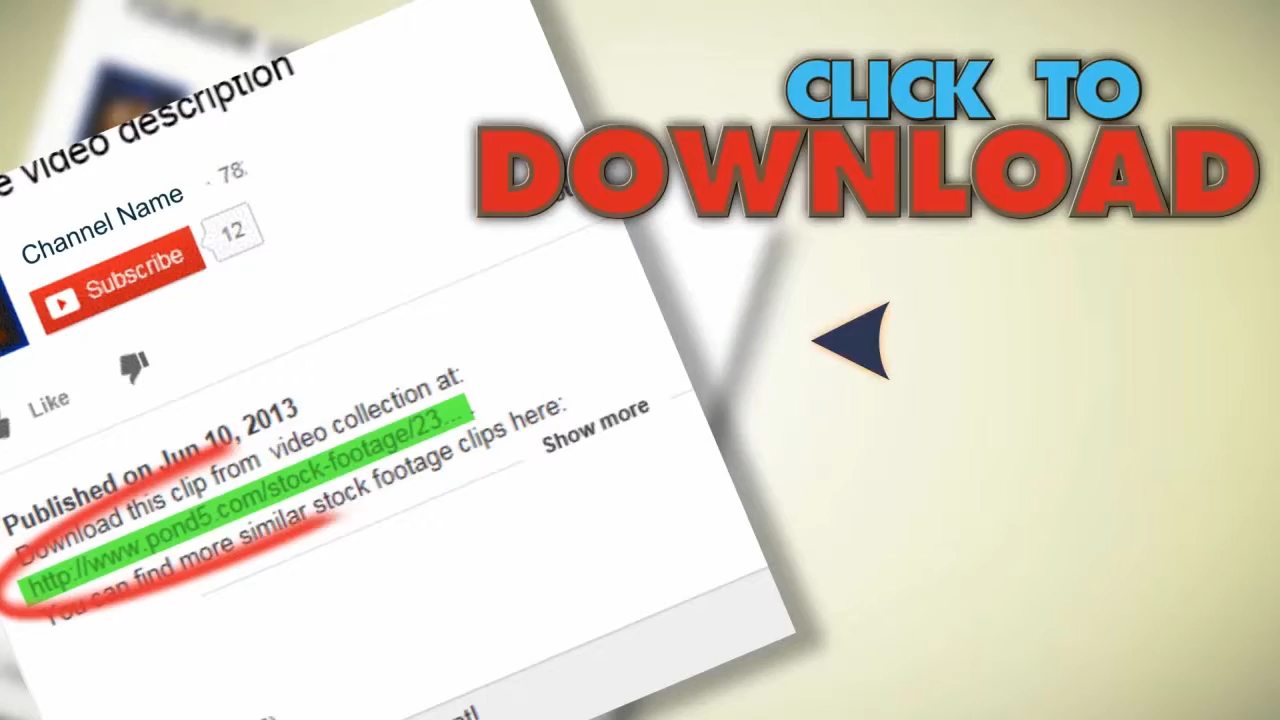 CLICK TO
DOWNLOAD
e video description
Channel Name
78
Subscribe
12
Like
Published on Jun 10, 2013
Download this clip from video collection at:
http://www.pond5.com/stock-footage/23...
You can find more similar stock footage clips here:
Show more